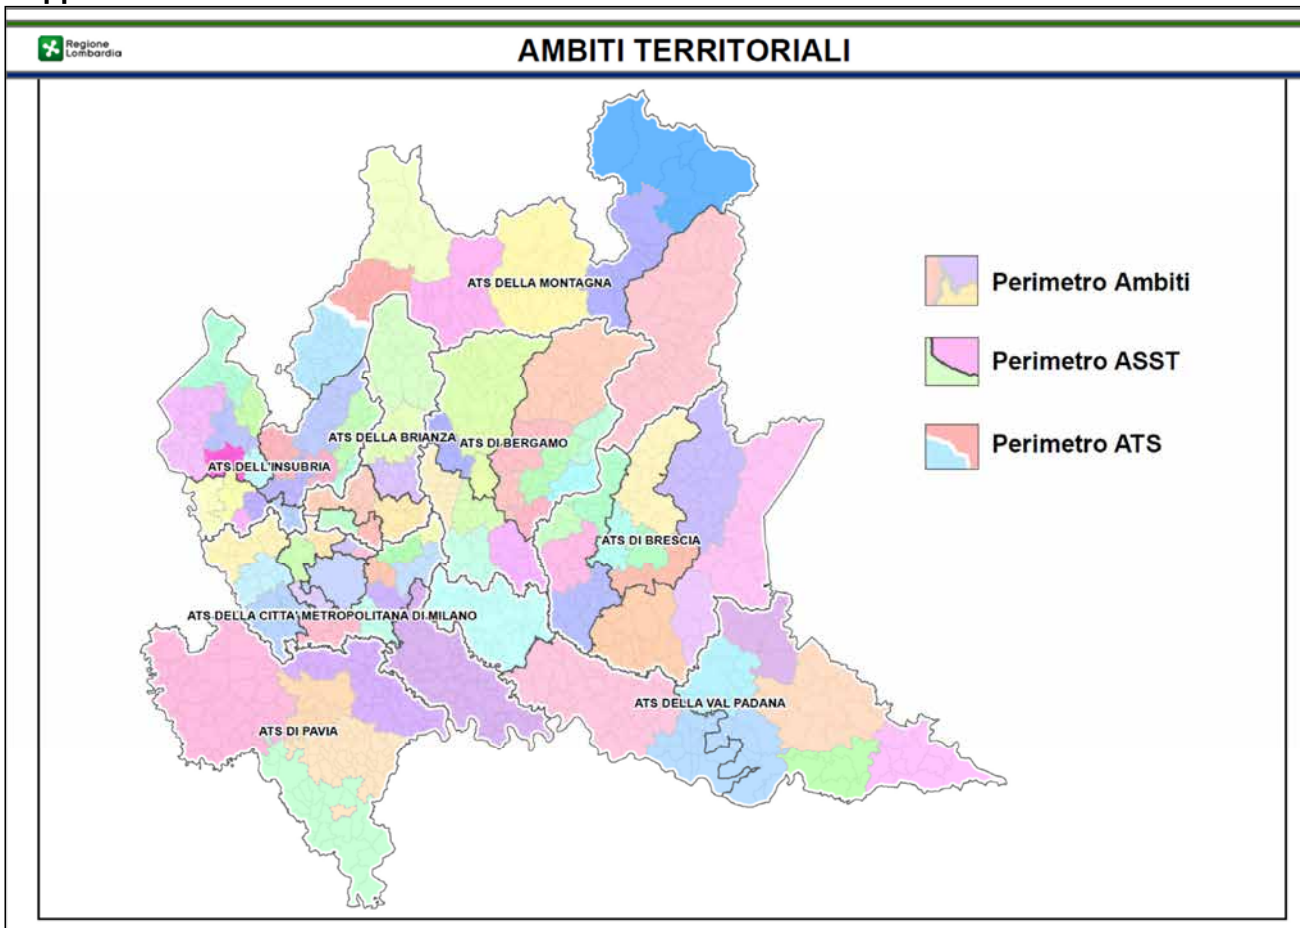 Regione
Lombardia
AMBITI TERRITORIALI
ATS DELLA MONTAGNA
Perimetro Ambiti
Perimetro ASST
Perimetro ATS
ATS DELLA BRIANZA
ATS DI BERGAMO
ATS DELL'INSUBRIA
ATS DI BRESCIA
ATS DELLA CITTA' METROPOLITANA DI MILANO
ATS DELLA VAL PADANA
ATS DI PAVIA